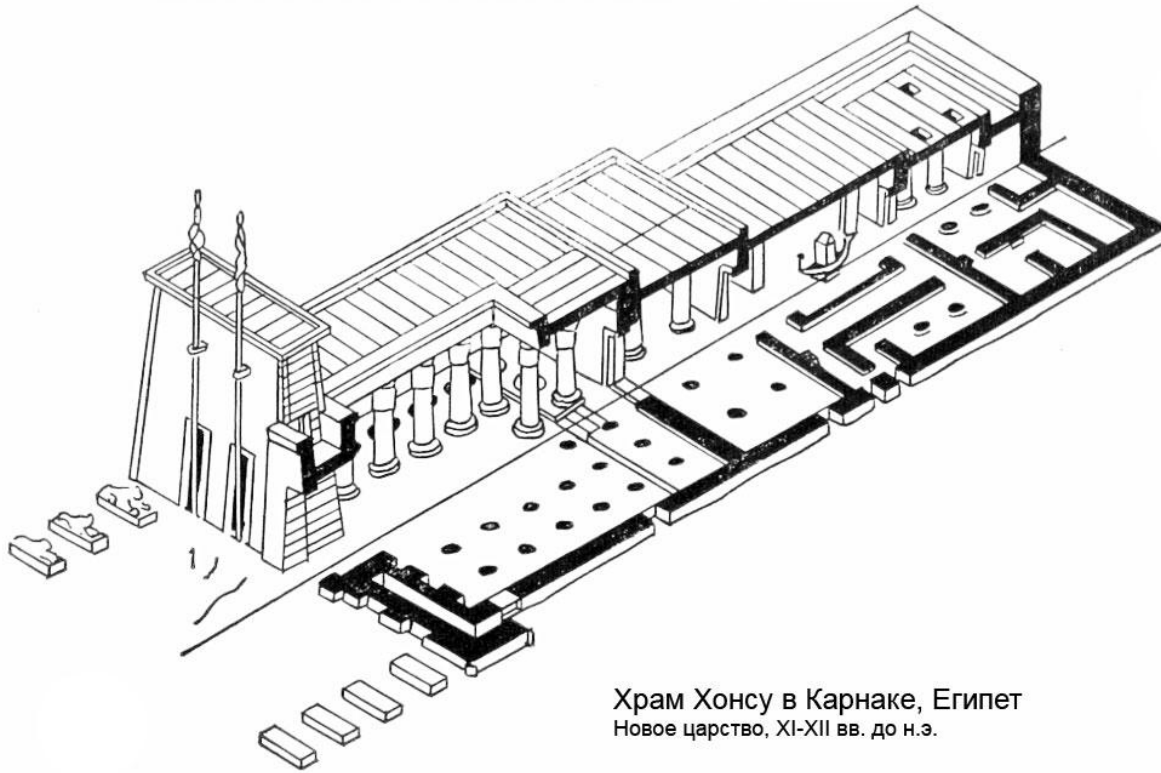 Храм Хонсу в Карнаке, Египет
Новое царство, XI-XII вв. до н.э.